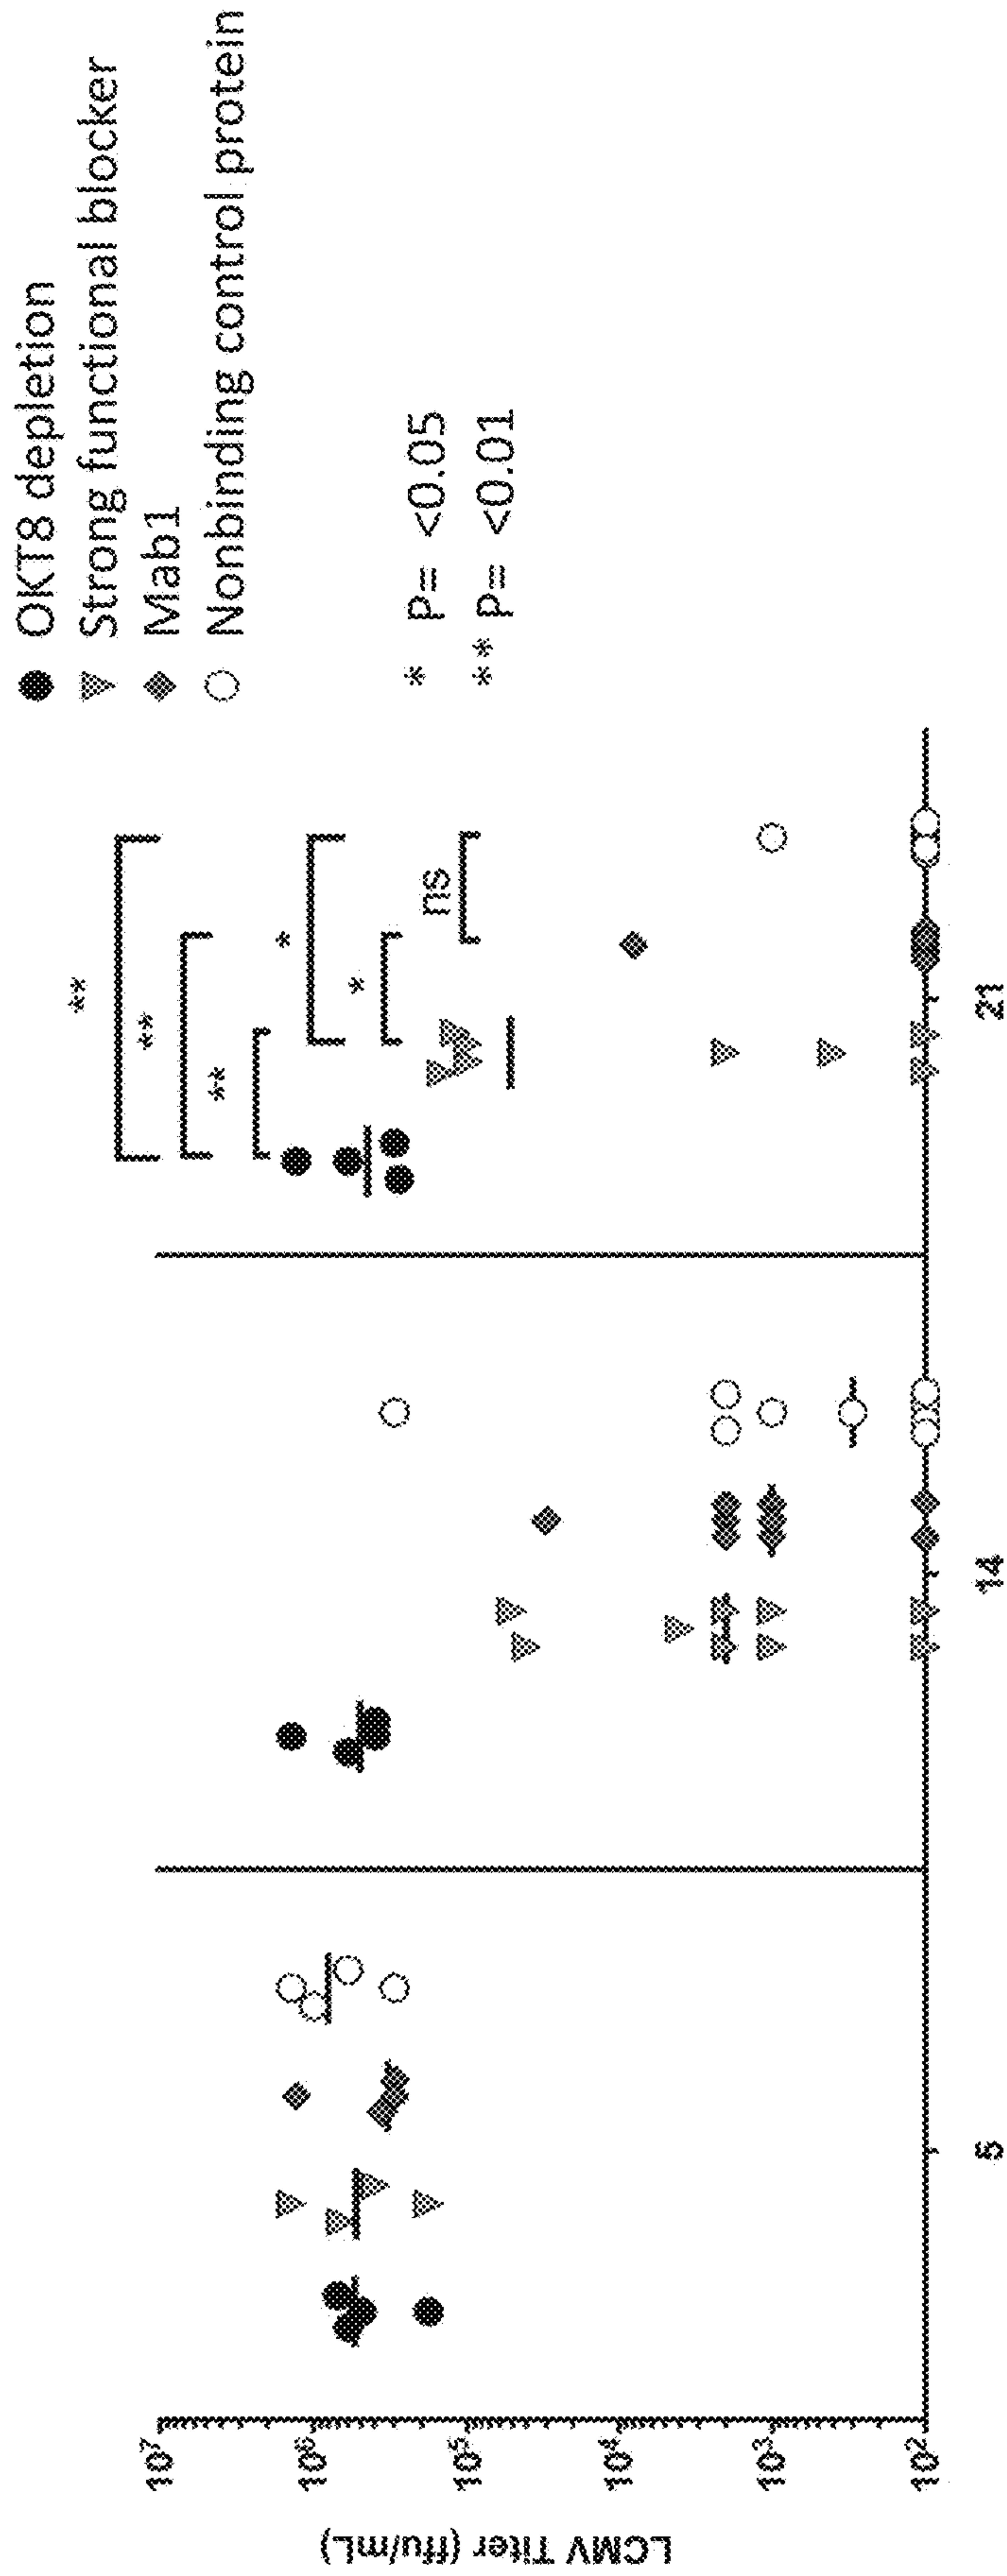 OKT8 depletion
Strong functional blocker
Mab1
Nonbinding control protein
* P= <0.05
** P= <0.01
**
**
**
*
*
ns
LCMV Titer (ffu/mL)
10⁷
10⁶
10⁵
10⁴
10³
10²
5
14
21